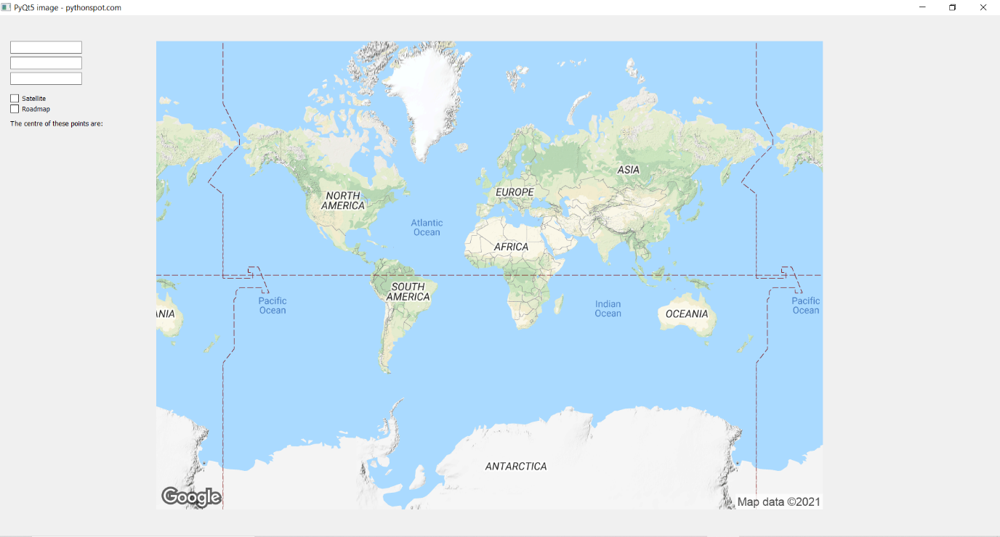 PyQt5 image - pythonspot.com
Satellite
Roadmap
The centre of these points are:
ASIA
EUROPE
NORTH
AMERICA
Atlantic
Ocean
AFRICA
SOUTH
AMERICA
Pacific
Ocean
Indian
Ocean
Pacific
Ocean
NIA
OCEANIA
ANTARCTICA
Google
Map data ©2021